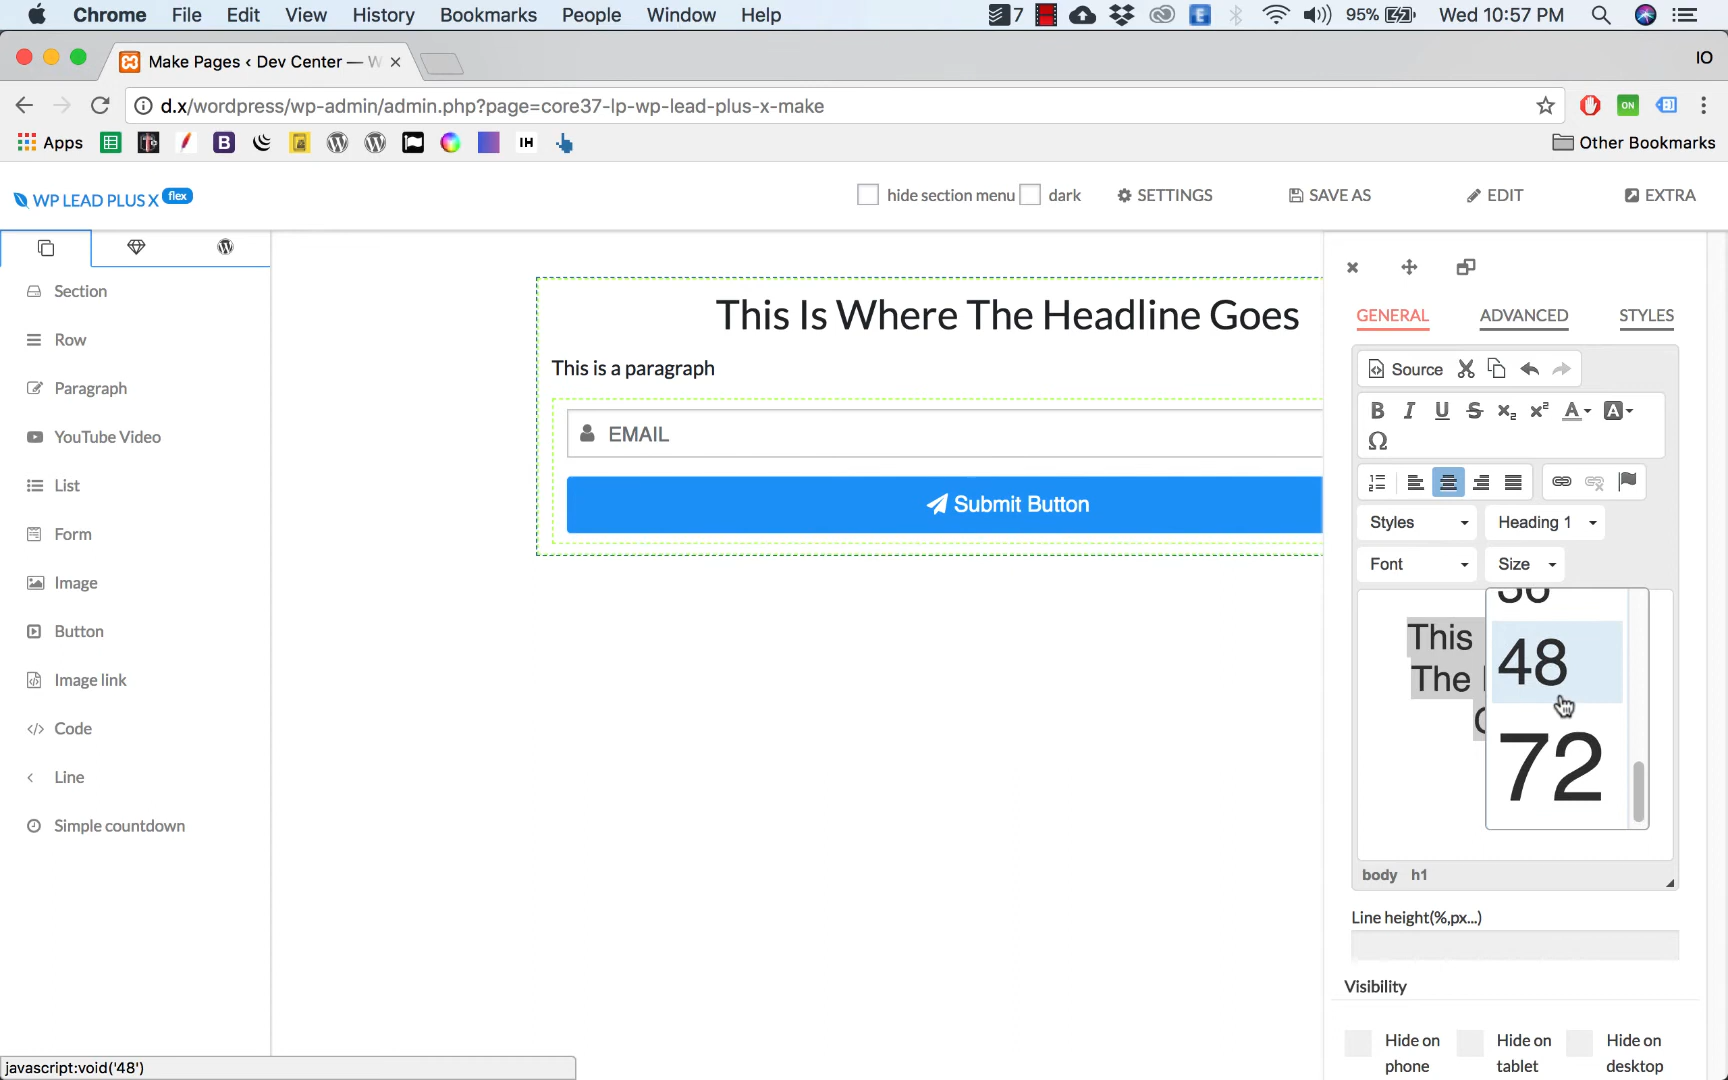 Chrome File Edit View History Bookmarks People Window Help 7 95% Wed 10:57 PM
Make Pages ‹ Dev Center — W IO
d.x/wordpress/wp-admin/admin.php?page=core37-lp-wp-lead-plus-x-make ON
Apps B IH Other Bookmarks
WP LEAD PLUS X flex hide section menu dark SETTINGS SAVE AS EDIT EXTRA
Section
Row
Paragraph
YouTube Video
List
Form
Image
Button
Image link
Code
Line
Simple countdown
This Is Where The Headline Goes
This is a paragraph
EMAIL
Submit Button
GENERAL ADVANCED STYLES
Source
Styles Heading 1
Font Size
36
This
The
48
72
body h1
Line height(%,px...)
Visibility
Hide on phone
Hide on tablet
Hide on desktop
javascript:void('48')